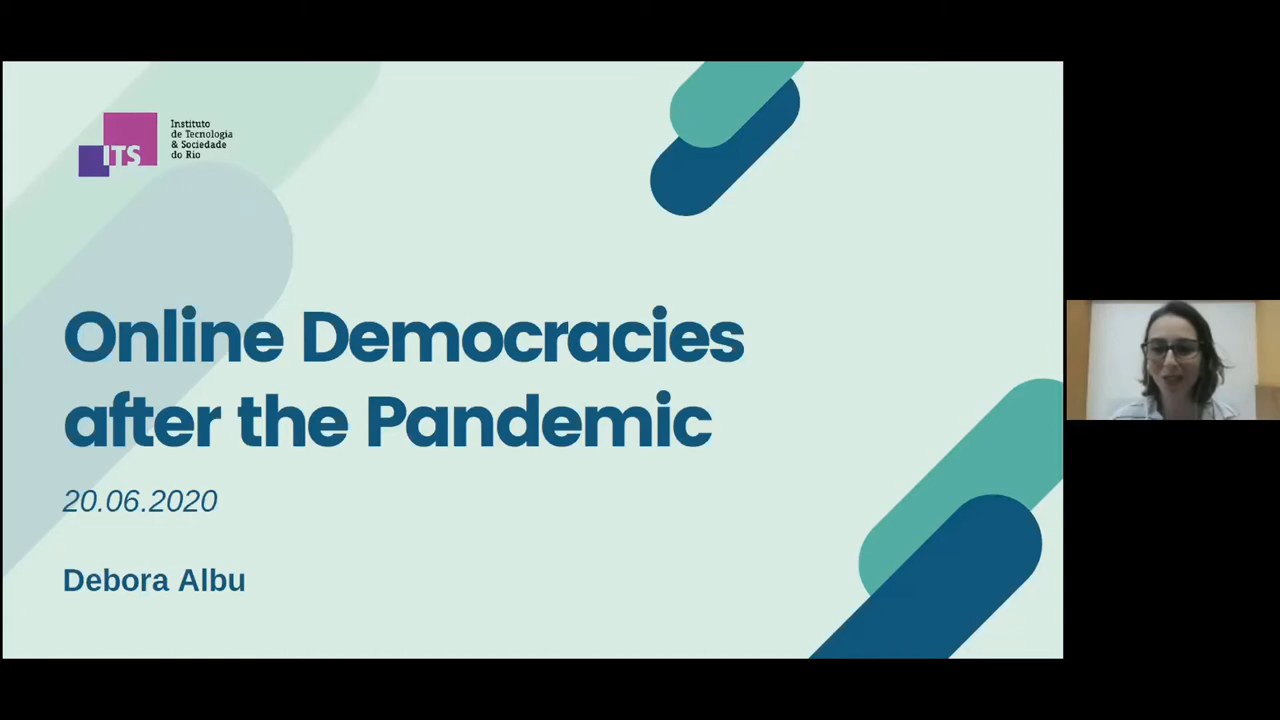 ITS
Instituto
de Tecnologia
& Sociedade
do Rio
Online Democracies
after the Pandemic
20.06.2020
Debora Albu